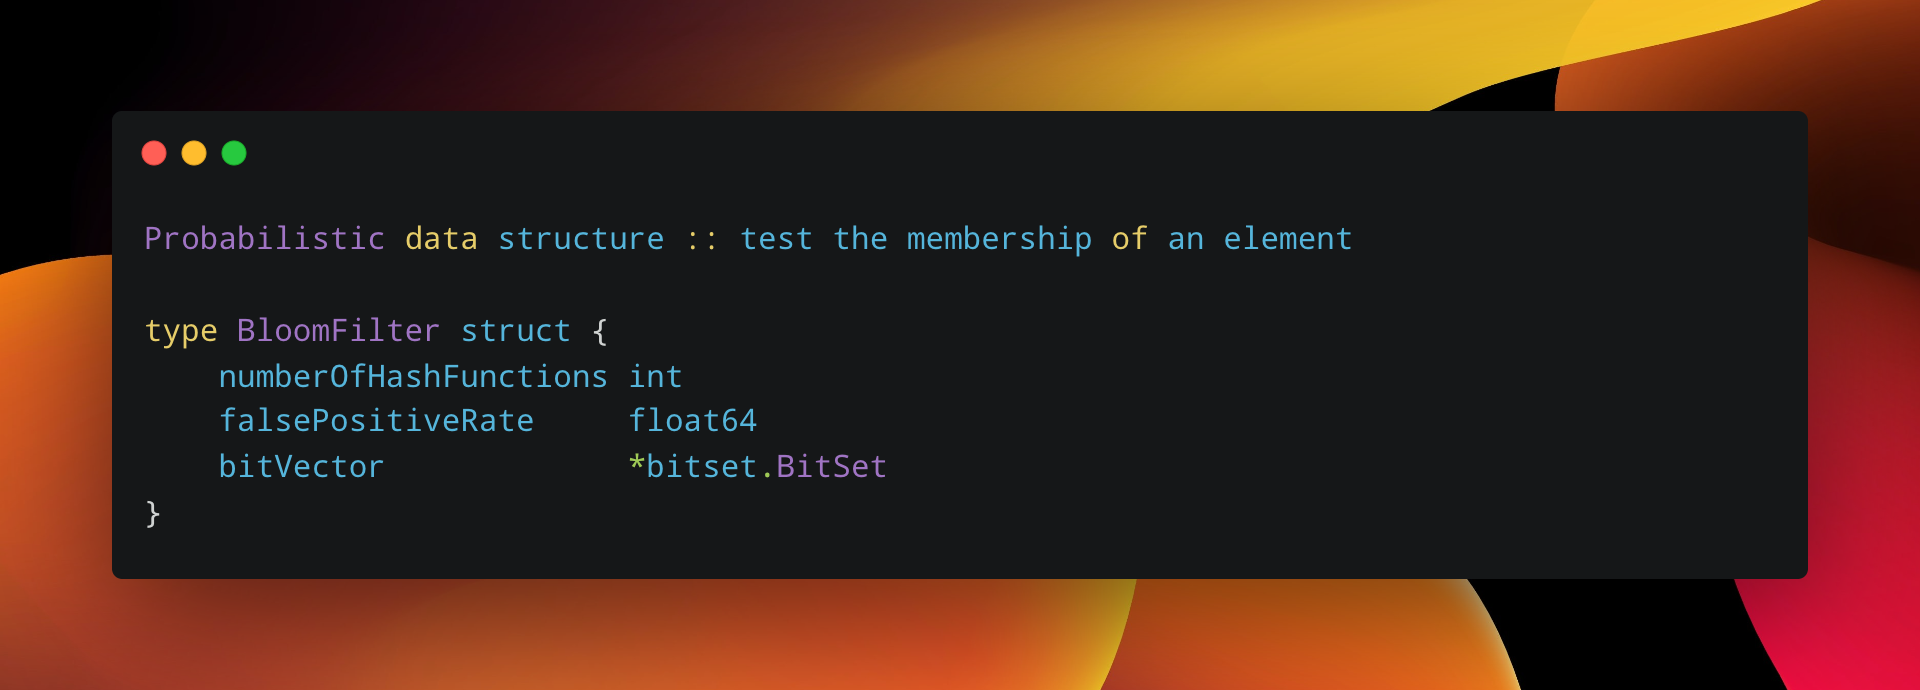 Probabilistic data structure :: test the membership of an element
type BloomFilter struct {
    numberOfHashFunctions int
    falsePositiveRate     float64
    bitVector             *bitset.BitSet
}